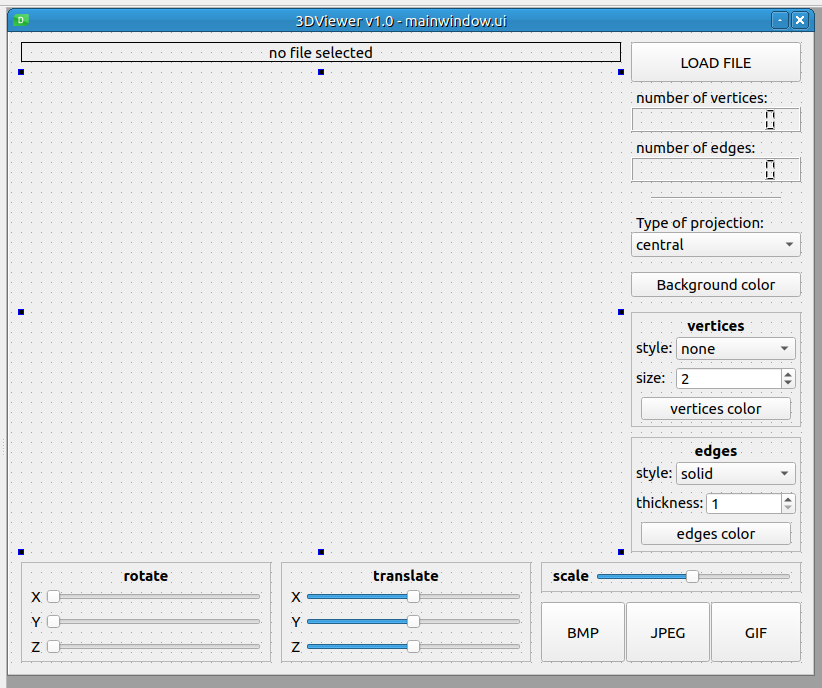 D 3DViewer v1.0 - mainwindow.ui
no file selected
LOAD FILE
number of vertices:
0
number of edges:
0
Type of projection:
central
Background color
vertices
style: none
size: 2
vertices color
edges
style: solid
thickness: 1
edges color
rotate
X
Y
Z
translate
X
Y
Z
scale
BMP JPEG GIF